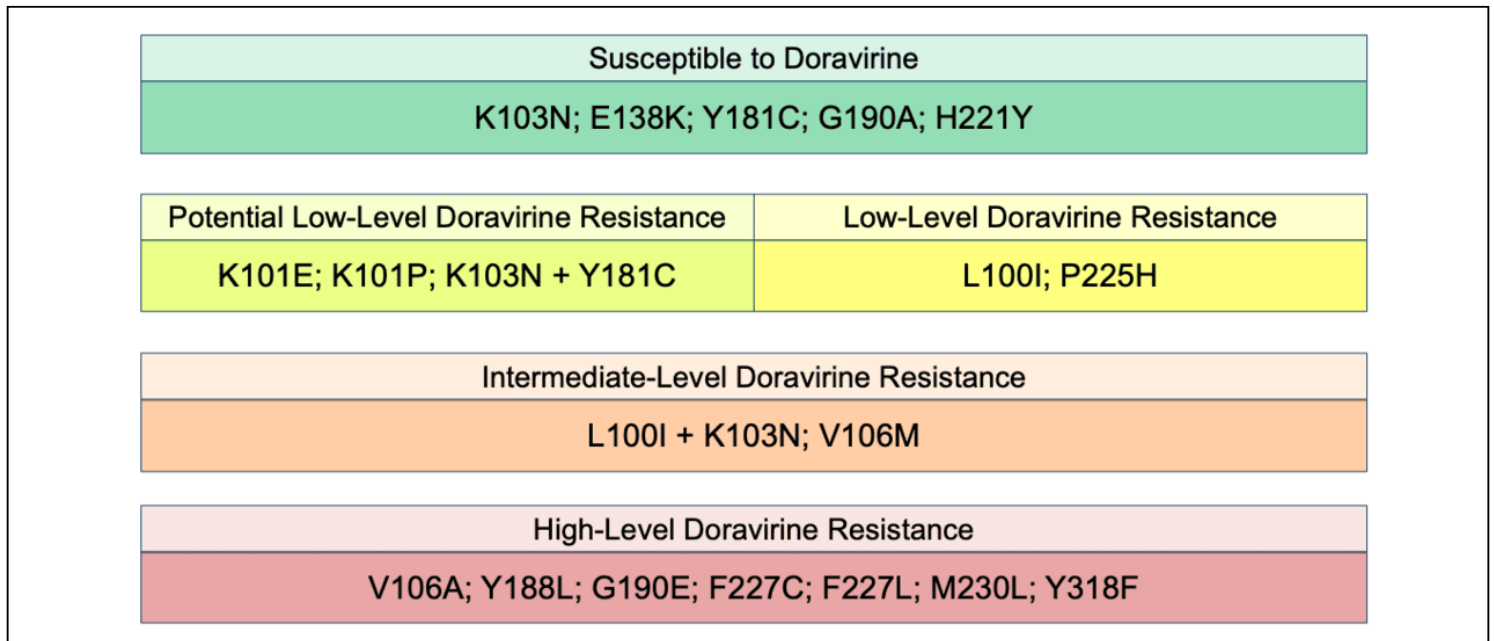 Susceptible to Doravirine
K103N; E138K; Y181C; G190A; H221Y
Potential Low-Level Doravirine Resistance
K101E; K101P; K103N + Y181C
Low-Level Doravirine Resistance
L100I; P225H
Intermediate-Level Doravirine Resistance
L100I + K103N; V106M
High-Level Doravirine Resistance
V106A; Y188L; G190E; F227C; F227L; M230L; Y318F